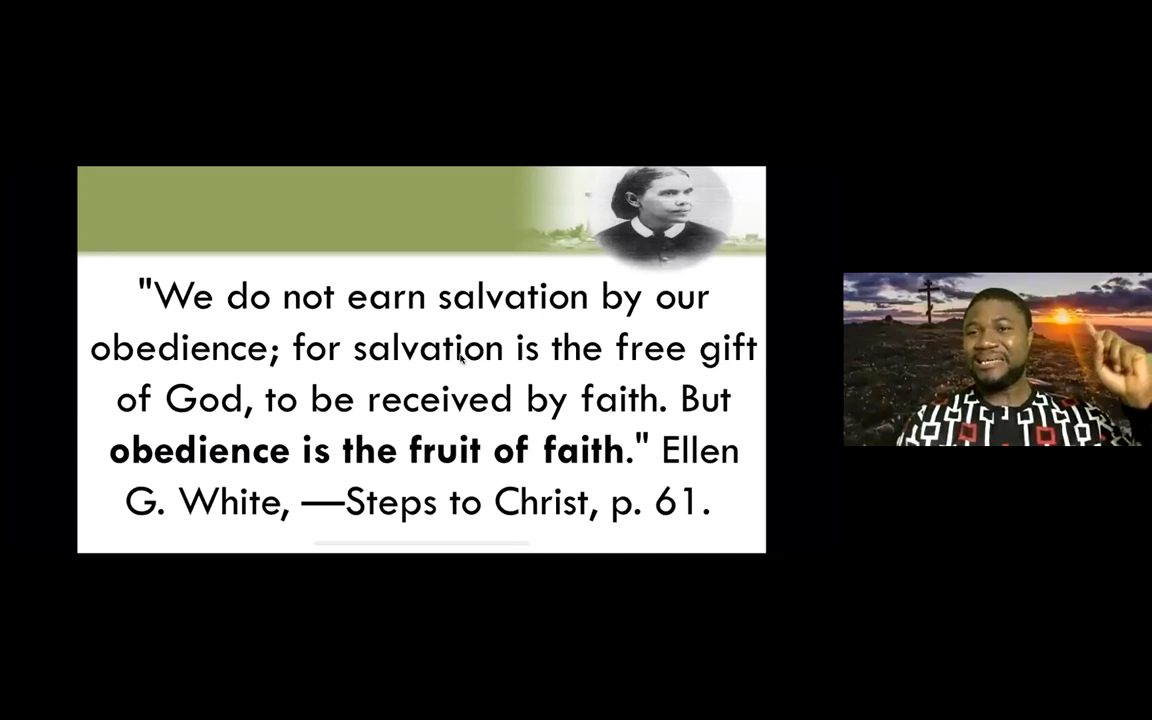 "We do not earn salvation by our
obedience; for salvation is the free gift
of God, to be received by faith. But
obedience is the fruit of faith." Ellen
G. White, —Steps to Christ, p. 61.